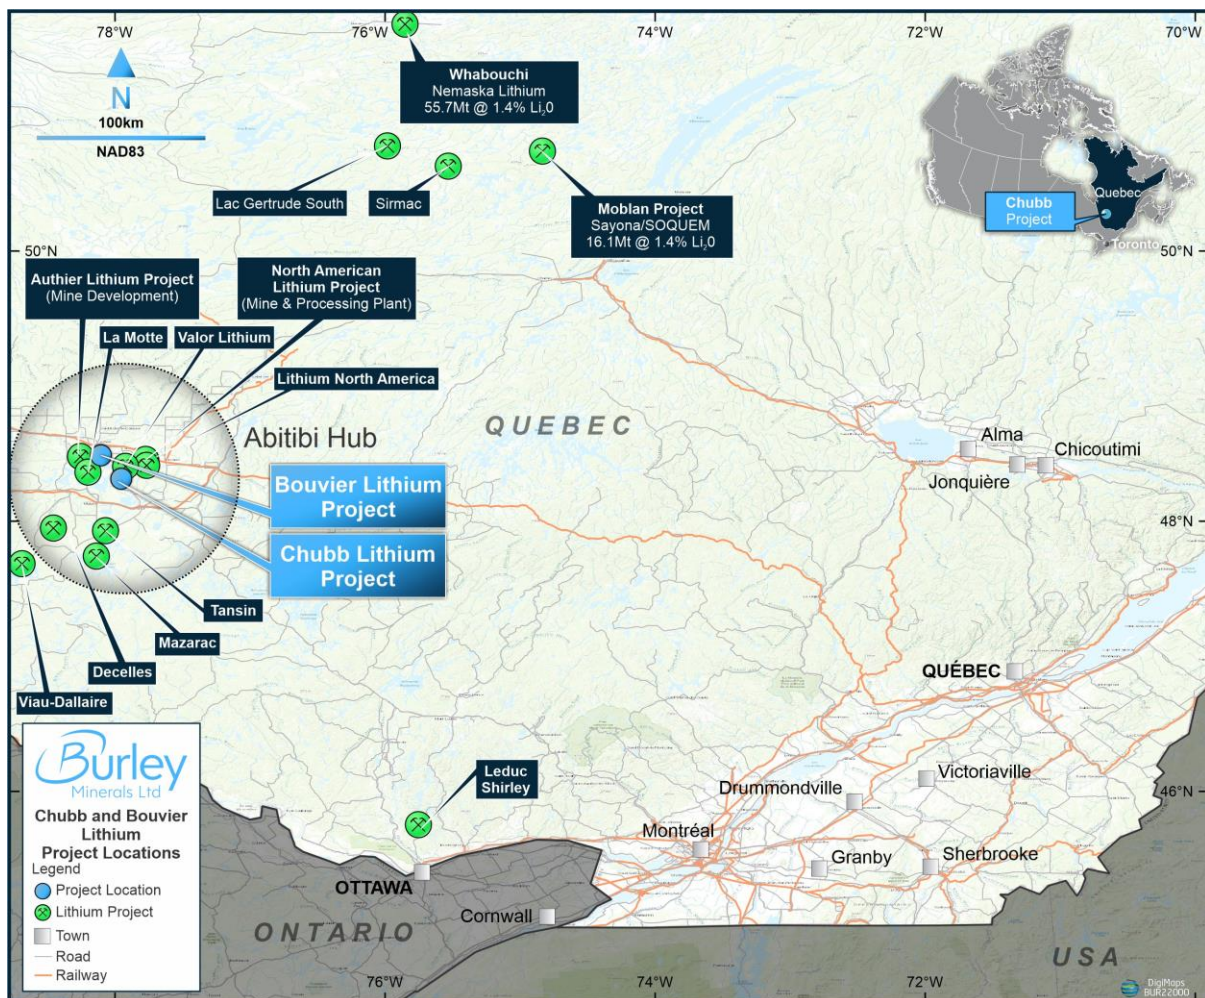 78°W
76°W
74°W
72°W
70°W
N
100km
NAD83
Whabouchi
Nemaska Lithium
55.7Mt @ 1.4% Li₂0
Lac Gertrude South
Sirmac
Moblan Project
Sayona/SOQUEM
16.1Mt @ 1.4% Li₂0
Quebec
Chubb
Project
Toronto
50°N
50°N
Authier Lithium Project
(Mine Development)
North American
Lithium Project
(Mine & Processing Plant)
La Motte
Valor Lithium
Lithium North America
Abitibi Hub
QUEBEC
Bouvier Lithium
Project
Chubb Lithium
Project
Alma
Chicoutimi
Jonquière
48°N
Tansin
Mazarac
Decelles
Viau-Dallaire
QUÉBEC
Burley
Minerals Ltd
Chubb and Bouvier
Lithium
Project Locations
Legend
Project Location
Lithium Project
Town
Road
Railway
Leduc
Shirley
Victoriaville
Drummondville
46°N
Montréal
Granby
Sherbrooke
OTTAWA
Cornwall
ONTARIO
USA
76°W
74°W
72°W
DigiMaps
BUR22000